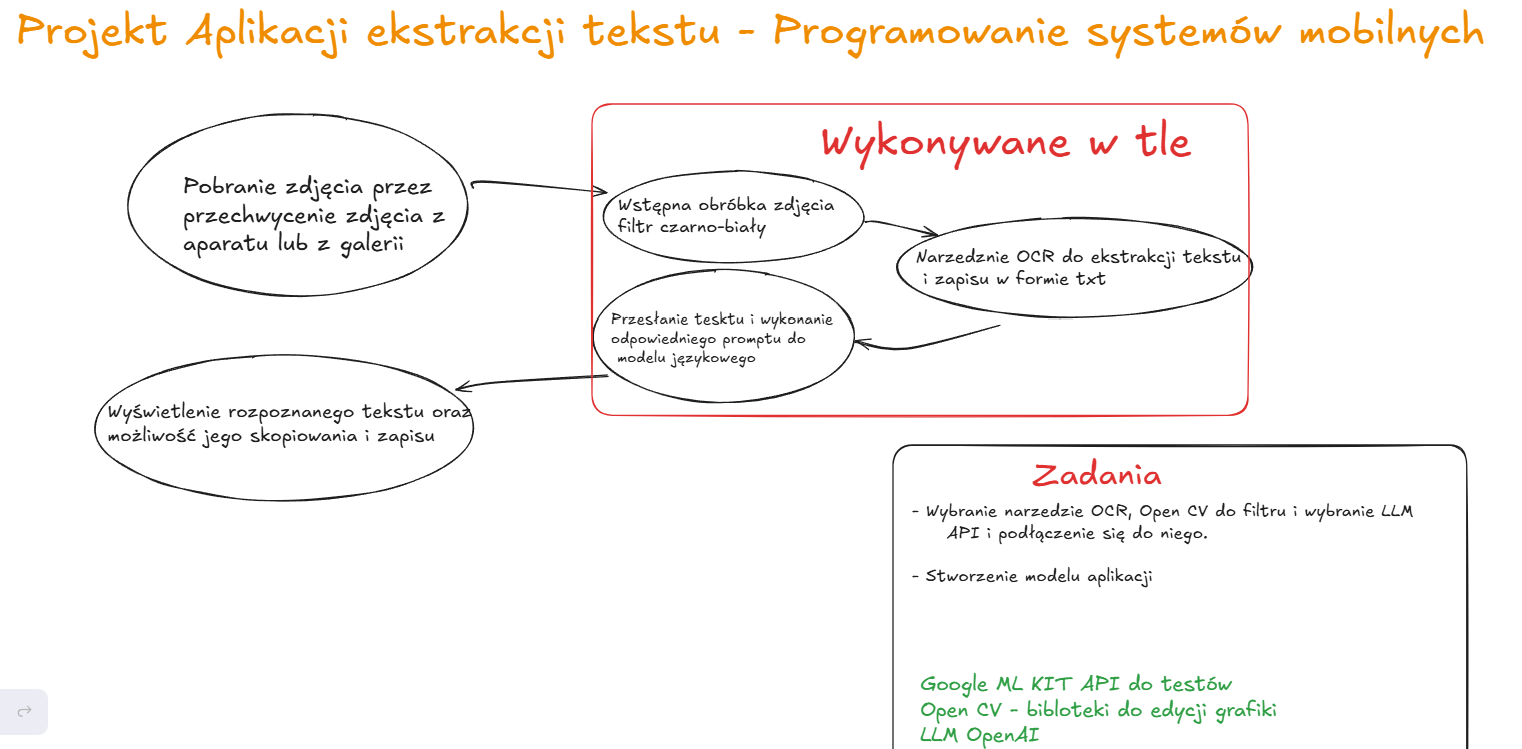 Projekt Aplikacji ekstrakcji tekstu - Programowanie systemów mobilnych
Wykonywane w tle
Pobranie zdjęcia przez
przechwycenie zdjęcia z
aparatu lub z galerii
Wstępna obróbka zdjęcia
filtr czarno-biały
Narzedznie OCR do ekstrakcji tekstu
i zapisu w formie txt
Przesłanie tesktu i wykonanie
odpowiedniego promptu do
modelu językowego
Wyświetlenie rozpoznanego tekstu oraz
możliwość jego skopiowania i zapisu
Zadania
- Wybranie narzedzie OCR, Open CV do filtru i wybranie LLM
API i podłączenie się do niego.
- Stworzenie modelu aplikacji
Google ML KIT API do testów
Open CV - bibloteki do edycji grafiki
LLM OpenAI